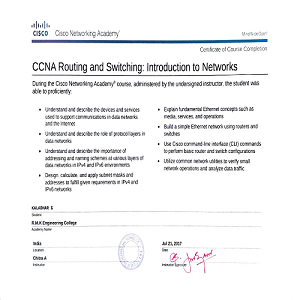 CISCO Cisco Networking Academy®
Certificate of Course Completion
CCNA Routing and Switching: Introduction to Networks
During the Cisco Networking Academy® course, administered by the undersigned instructor, the student was
able to proficiently:
• Understand and describe the devices and services
used to support communications in data networks
and the Internet
• Understand and describe the role of protocol layers in
data networks
• Understand and describe the importance of
addressing and naming schemes at various layers of
data networks in IPv4 and IPv6 environments
• Design, calculate, and apply subnet masks and
addresses to fulfill given requirements in IPv4 and
IPv6 networks
• Explain fundamental Ethernet concepts such as
media, services, and operations
• Build a simple Ethernet network using routers and
switches
• Use Cisco command-line interface (CLI) commands
to perform basic router and switch configurations
• Utilize common network utilities to verify small
network operations and analyze data traffic
KALADHAR G
Student
R.M.K Engineering College
Academy Name
India
Location
Jul 21, 2017
Date
Chitra A
Instructor
Instructor Signature